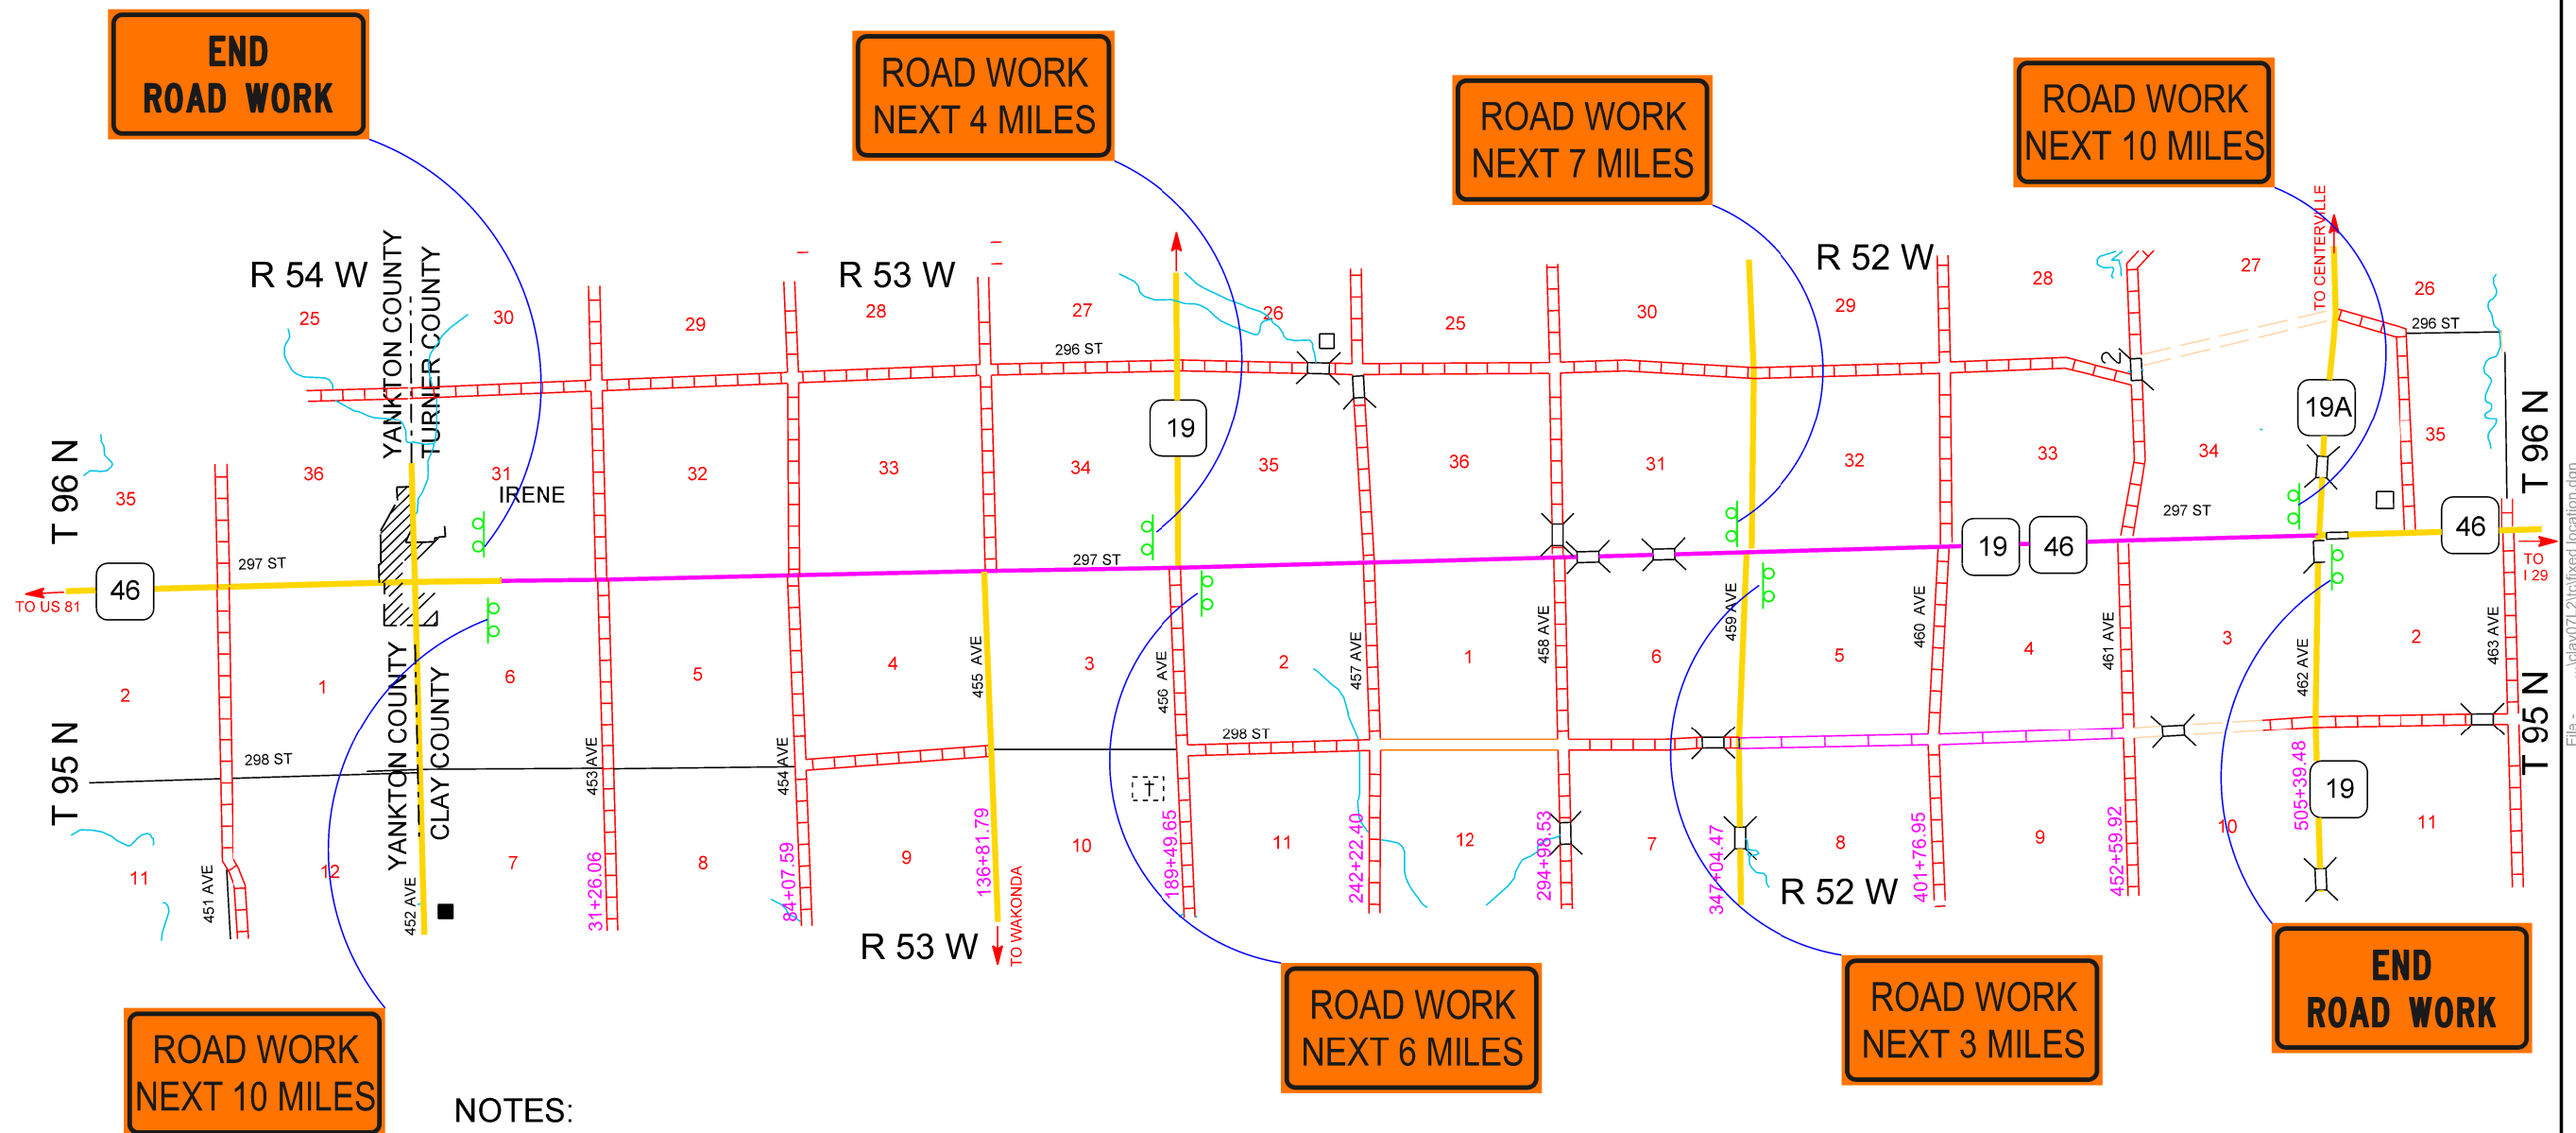 END
ROAD WORK
ROAD WORK
NEXT 4 MILES
ROAD WORK
NEXT 7 MILES
ROAD WORK
NEXT 10 MILES
R 54 W
YANKTON COUNTY
TURNER COUNTY
R 53 W
R 52 W
TO CENTERVILLE
25
30
29
28
27
26
25
30
29
28
27
26
296 ST
296 ST
2
19
19A
T 96 N
T 96 N
35
36
31
IRENE
32
33
34
35
36
31
32
33
34
35
297 ST
297 ST
297 ST
46
19
46
46
TO US 81
TO
I 29
2
1
6
5
4
3
2
1
6
5
4
3
2
455 AVE
456 AVE
457 AVE
458 AVE
459 AVE
460 AVE
461 AVE
462 AVE
463 AVE
T 95 N
T 95 N
298 ST
298 ST
YANKTON COUNTY
CLAY COUNTY
451 AVE
452 AVE
453 AVE
454 AVE
11
12
7
8
9
10
11
12
7
8
9
10
11
19
31+26.06
84+07.59
136+81.79
189+49.65
242+22.40
294+98.53
347+04.47
401+76.95
452+59.92
505+39.48
†
R 53 W
TO WAKONDA
R 52 W
ROAD WORK
NEXT 10 MILES
ROAD WORK
NEXT 6 MILES
ROAD WORK
NEXT 3 MILES
END
ROAD WORK
NOTES:
File - ...\clay07L2\tc\fixed location.dgn